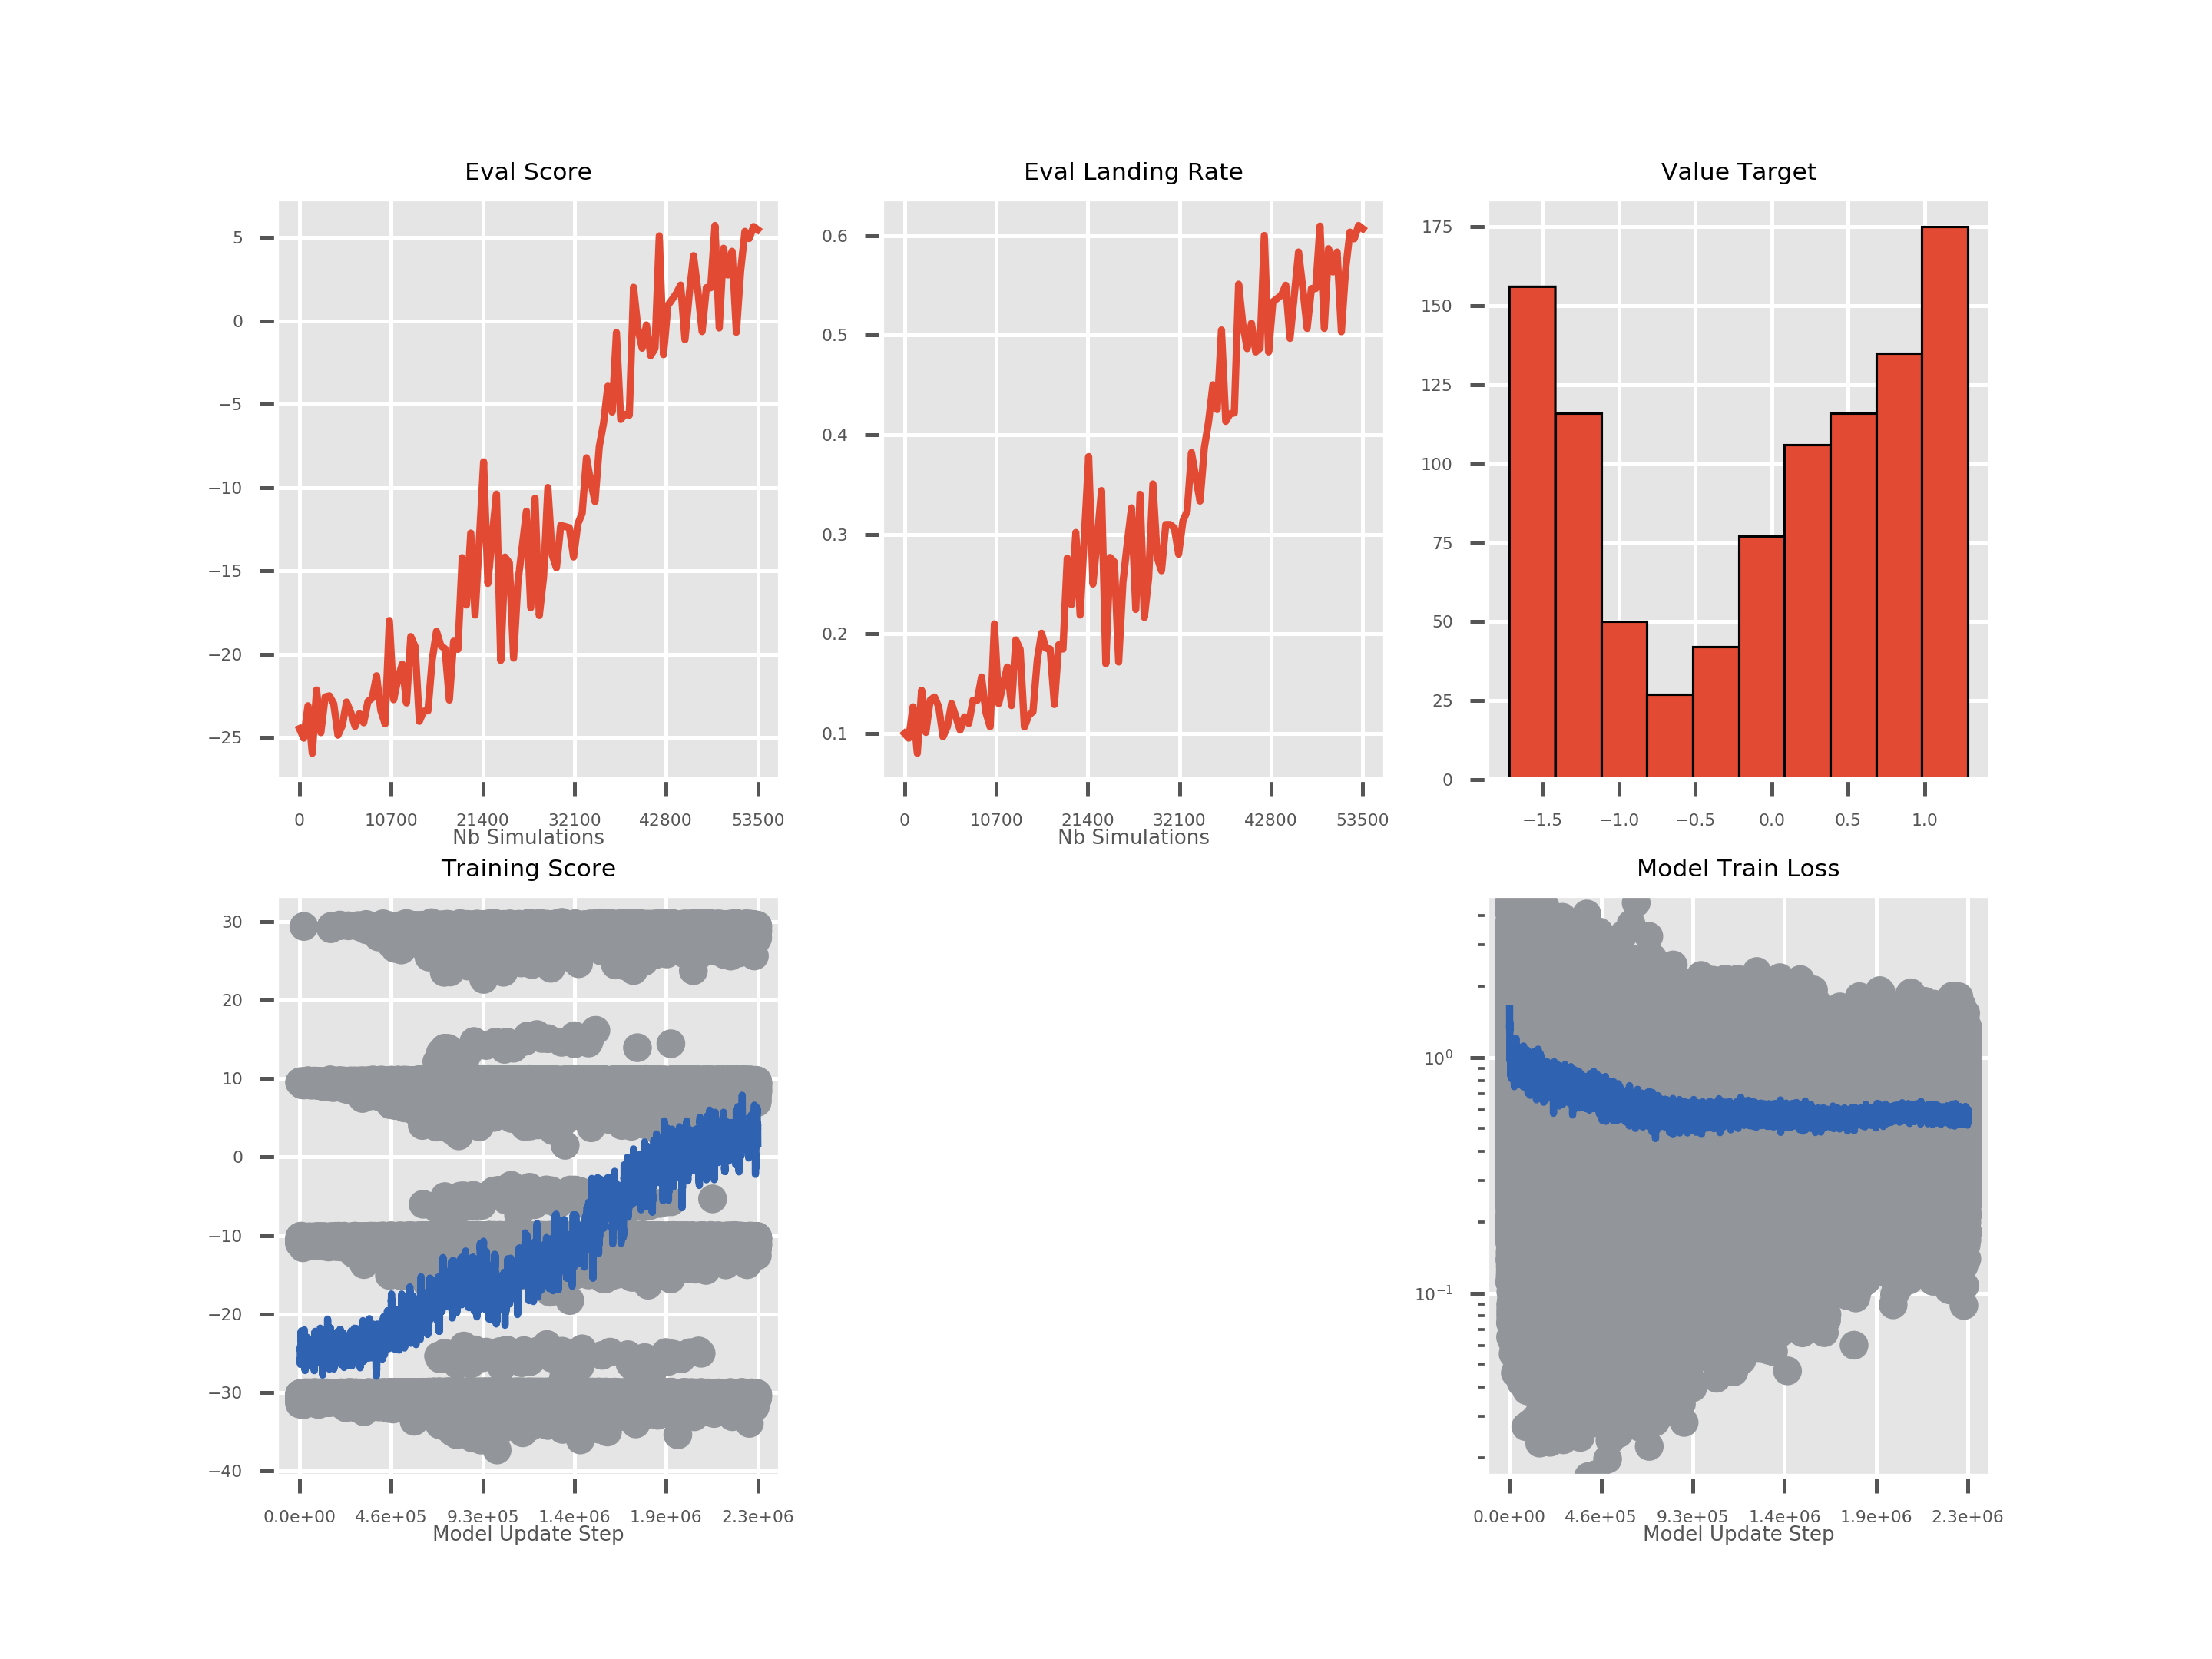 Eval Score
5
0
−5
−10
−15
−20
−25
0 10700 21400 32100 42800 53500
Nb Simulations
Eval Landing Rate
0.6
0.5
0.4
0.3
0.2
0.1
0 10700 21400 32100 42800 53500
Nb Simulations
Value Target
175
150
125
100
75
50
25
0
−1.5 −1.0 −0.5 0.0 0.5 1.0
Training Score
30
20
10
0
−10
−20
−30
−40
0.0e+00 4.6e+05 9.3e+05 1.4e+06 1.9e+06 2.3e+06
Model Update Step
Model Train Loss
10⁰
10⁻¹
0.0e+00 4.6e+05 9.3e+05 1.4e+06 1.9e+06 2.3e+06
Model Update Step